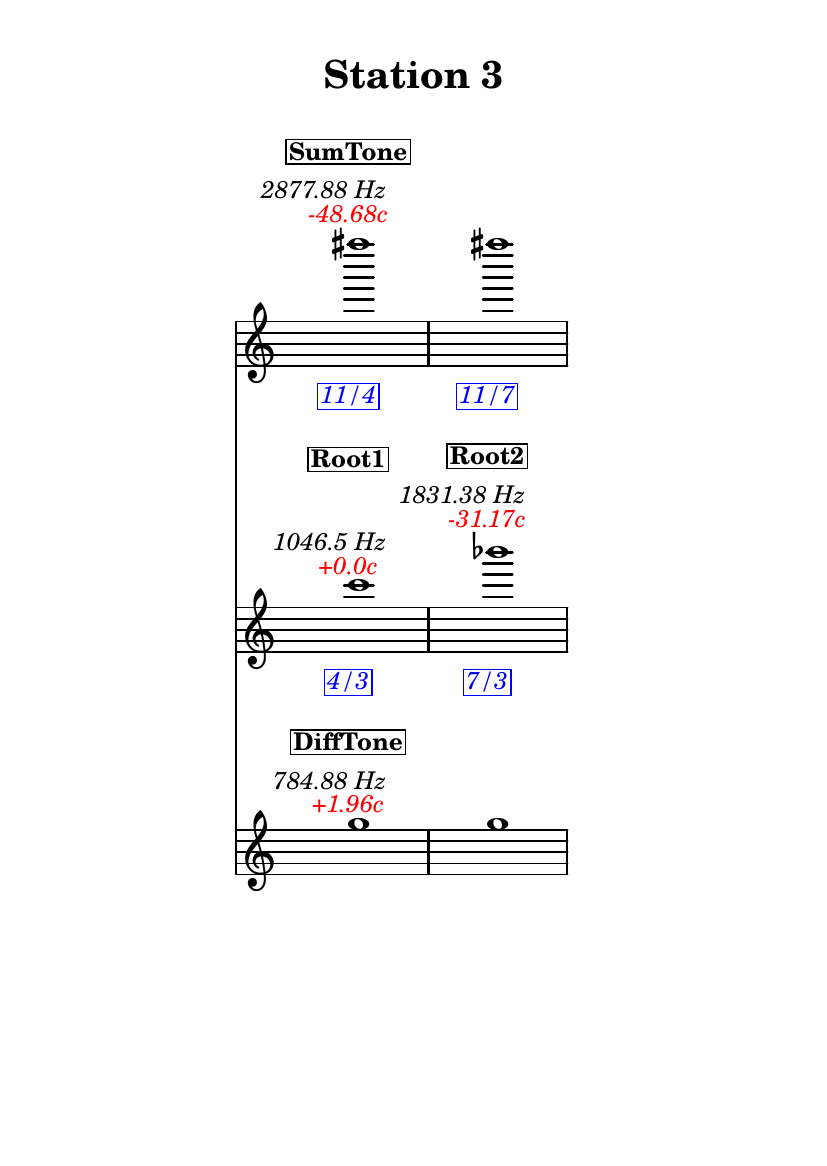 Station 3
SumTone
2877.88 Hz
-48.68c
11/4 11/7
Root1 Root2
1831.38 Hz
-31.17c
1046.5 Hz
+0.0c
4/3 7/3
DiffTone
784.88 Hz
+1.96c